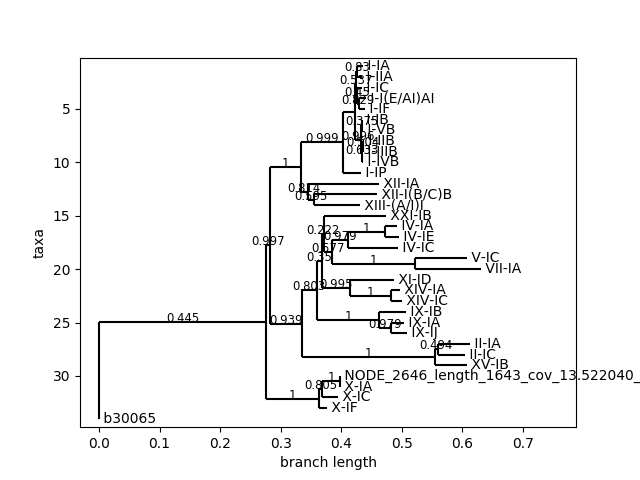 I-IA
0.83
I-IIA
I-IC
I-I(E/AI)AI
I-IF
I-IB
I-VB
I-IIB
I-IIIB
I-IVB
0.999
I-IP
1
XII-IA
0.814
XII-I(B/C)B
XIII-(A/I)I
XXI-IB
0.222
1
IV-IA
0.979
IV-IE
0.997
IV-IC
0.35
1
V-IC
VII-IA
XI-ID
0.803
0.995
1
XIV-IA
XIV-IC
IX-IB
0.445
0.939
1
0.979
IX-IA
IX-IJ
0.494
II-IA
1
II-IC
XV-IB
1
NODE_2646_length_1643_cov_13.522040_
0.805
X-IA
1
X-IC
X-IF
b30065
5
10
15
20
25
30
taxa
0.0 0.1 0.2 0.3 0.4 0.5 0.6 0.7
branch length